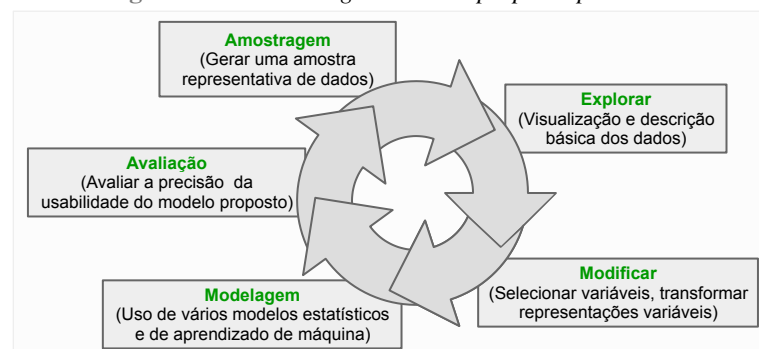 Amostragem
(Gerar uma amostra
representativa de dados)
Explorar
(Visualização e descrição
básica dos dados)
Avaliação
(Avaliar a precisão da
usabilidade do modelo proposto)
Modificar
(Selecionar variáveis, transformar
representações variáveis)
Modelagem
(Uso de vários modelos estatísticos
e de aprendizado de máquina)